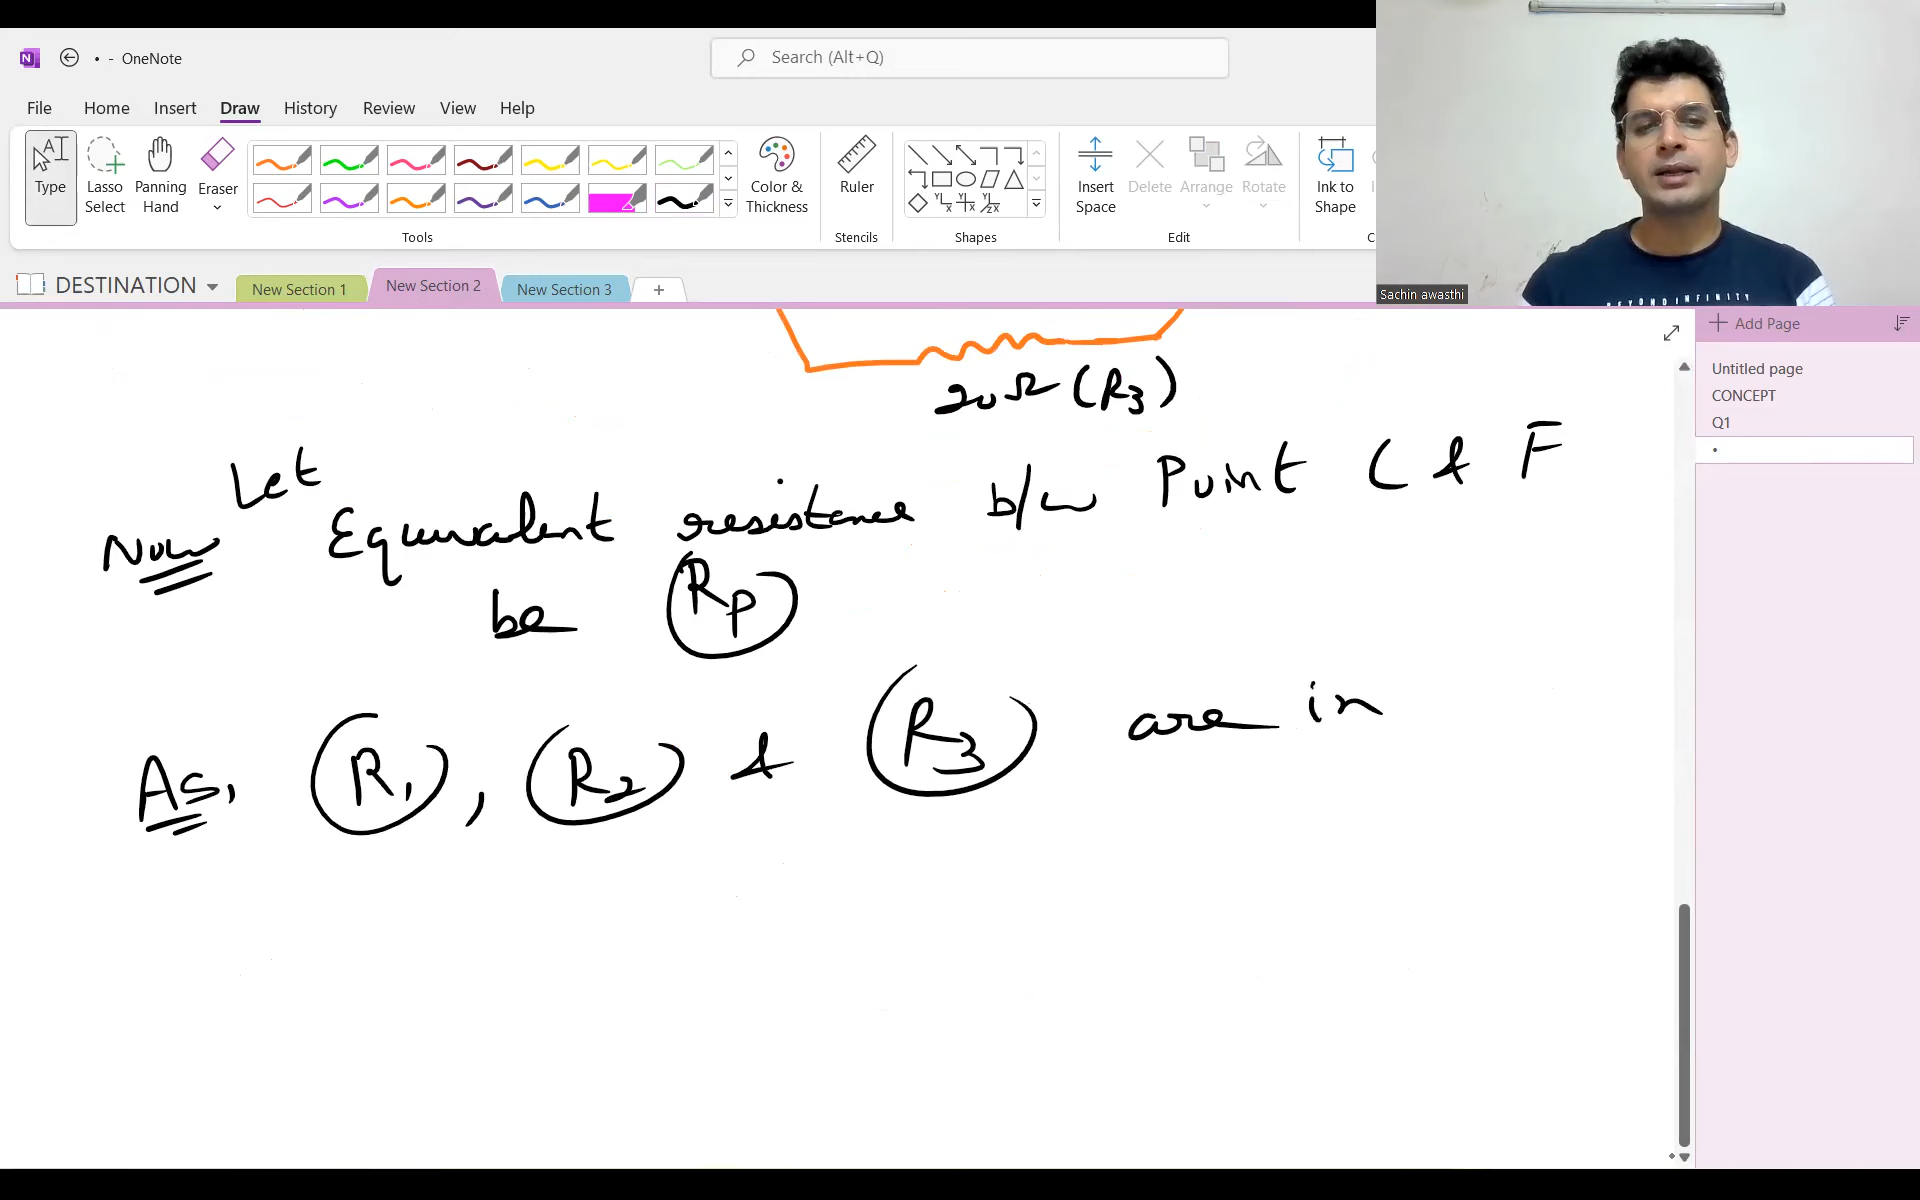 • - OneNote
Search (Alt+Q)
File Home Insert Draw History Review View Help
Type
Lasso Select
Panning Hand
Eraser
Color & Thickness
Ruler
Insert Space
Delete
Arrange
Rotate
Ink to Shape
Tools
Stencils
Shapes
Edit
DESTINATION
New Section 1
New Section 2
New Section 3
Sachin awasthi
BEYOND INFINITY
Add Page
Untitled page
CONCEPT
Q1
20Ω (R3)
Now Let Equivalent resistance b/w Point C & F
be Rp
As, R1, R2 & R3 are in